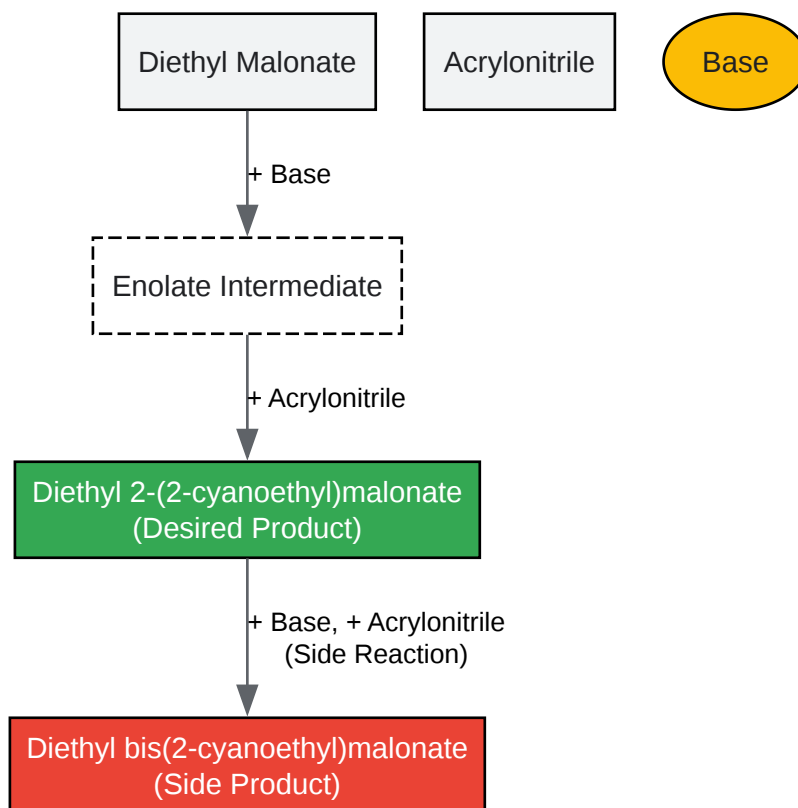 Diethyl Malonate
Acrylonitrile
Base
+ Base
Enolate Intermediate
+ Acrylonitrile
Diethyl 2-(2-cyanoethyl)malonate
(Desired Product)
+ Base, + Acrylonitrile
(Side Reaction)
Diethyl bis(2-cyanoethyl)malonate
(Side Product)